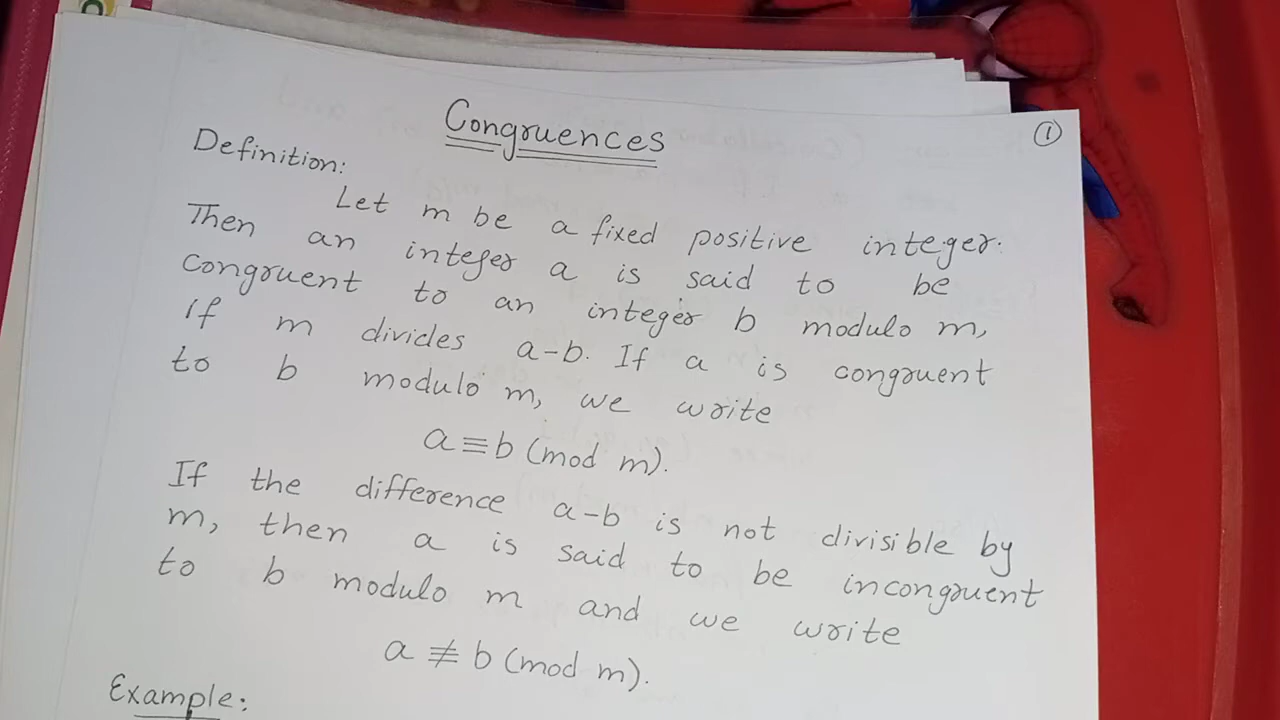 Congruences
①
Definition:
Let m be a fixed positive integer.
Then an integer a is said to be
congruent to an integer b modulo m,
if m divides a-b. If a is congruent
to b modulo m, we write
a≡b (mod m).
If the difference a-b is not divisible by
m, then a is said to be incongruent
to b modulo m and we write
a ≢ b (mod m).
Example: